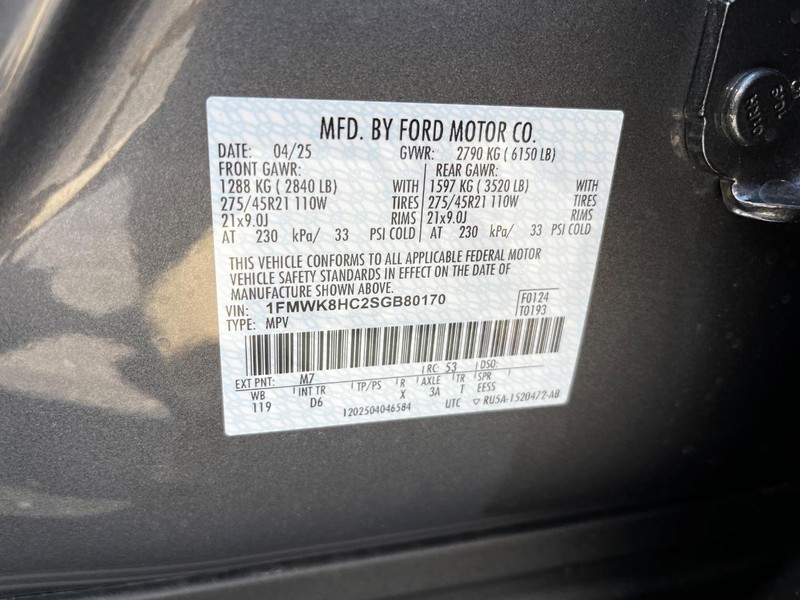 MFD. BY FORD MOTOR CO.
DATE: 04/25 GVWR: 2790 KG ( 6150 LB)
FRONT GAWR: REAR GAWR:
1288 KG ( 2840 LB) WITH 1597 KG ( 3520 LB) WITH
275/45R21 110W TIRES 275/45R21 110W TIRES
21x9.0J RIMS 21x9.0J RIMS
AT 230 kPa/ 33 PSI COLD AT 230 kPa/ 33 PSI COLD
THIS VEHICLE CONFORMS TO ALL APPLICABLE FEDERAL MOTOR
VEHICLE SAFETY STANDARDS IN EFFECT ON THE DATE OF
MANUFACTURE SHOWN ABOVE.
VIN: 1FMWK8HC2SGB80170 F0124
TYPE: MPV T0193
EXT PNT: M7 RC: 53 DSO:
WB INT TR TP/PS R AXLE TR SPR
119 D6 X 3A T EESS
1202504046584 UTC ▽ RU5A-1520472-AB